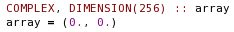 COMPLEX, DIMENSION(256) :: array
array = (0., 0.)